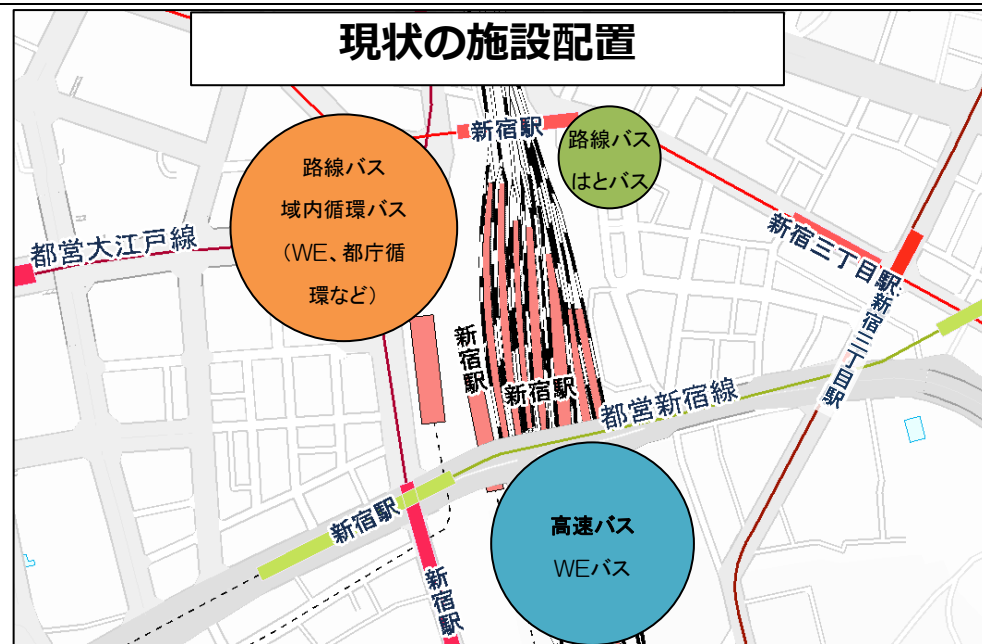 現状の施設配置
新宿駅
路線バス
はとバス
路線バス
域内循環バス
(WE、都庁循
環など)
都営大江戸線
新宿三丁目駅
新宿三丁目駅
新宿駅
新宿駅
都営新宿線
新宿駅
高速バス
WEバス
新宿駅